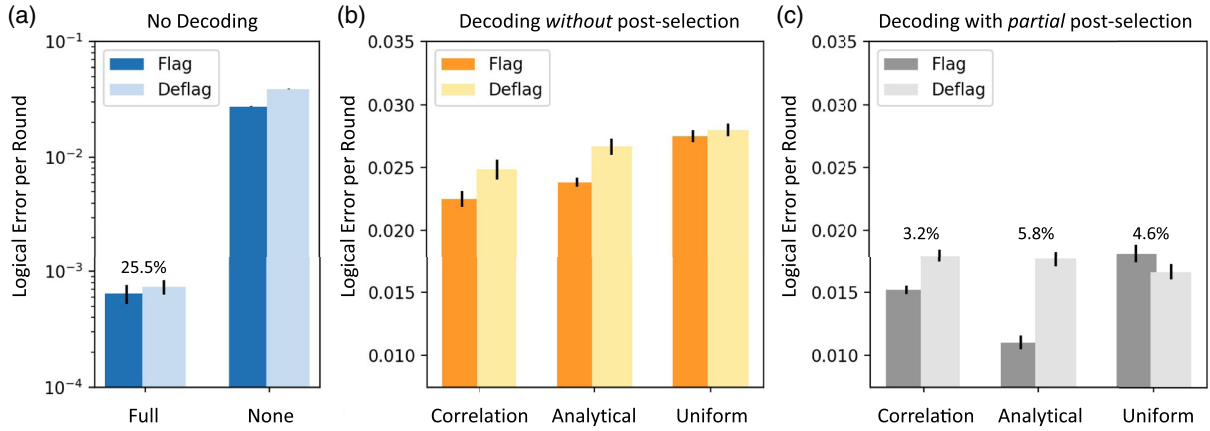 (a)
No Decoding
Logical Error per Round
10⁻¹
10⁻²
10⁻³
10⁻⁴
Flag
Deflag
25.5%
Full
None
(b)
Decoding without post-selection
Logical Error per Round
0.035
0.030
0.025
0.020
0.015
0.010
Flag
Deflag
Correlation
Analytical
Uniform
(c)
Decoding with partial post-selection
Logical Error per Round
0.035
0.030
0.025
0.020
0.015
0.010
Flag
Deflag
3.2%
5.8%
4.6%
Correlation
Analytical
Uniform